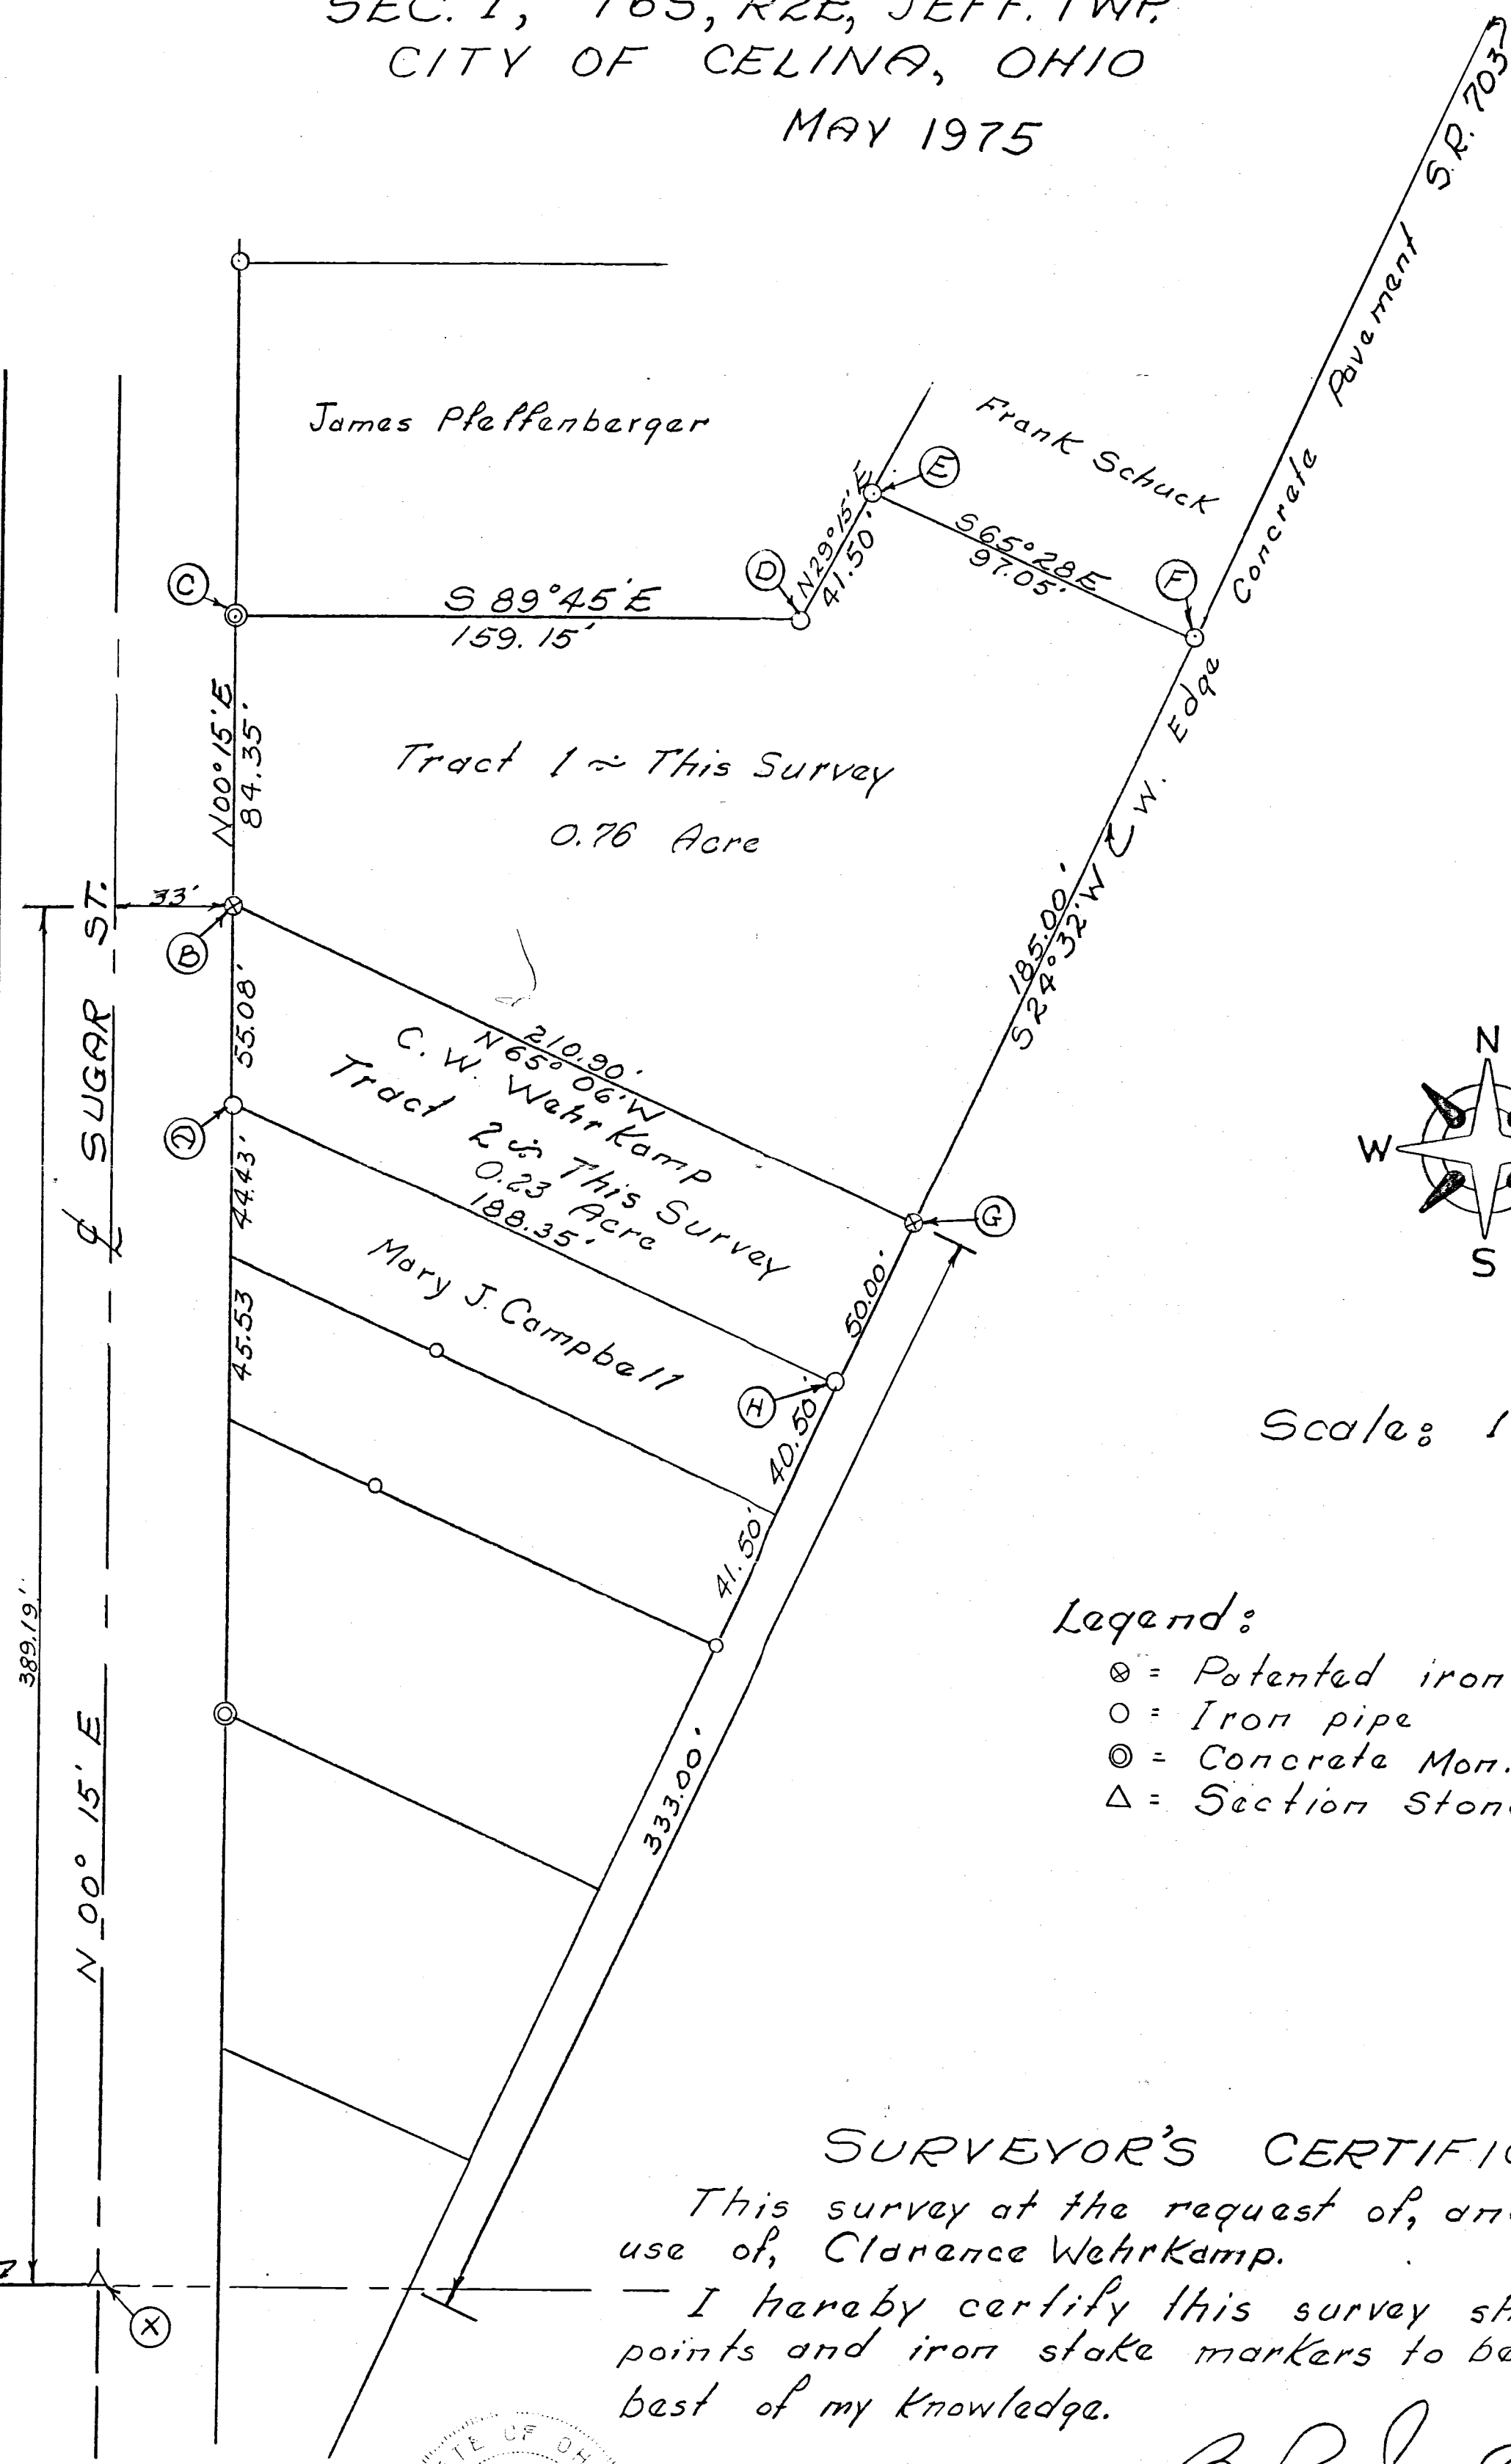 SEC. 1, T6S, R2E, JEFF. TWP.
CITY OF CELINA, OHIO
MAY 1975
S.R. 703
Concrete Pavement
W. Edge
James Pfeffenberger
Frank Schuck
E
N29°15'E
41.50'
D
S65°28E
97.05'
F
C
S 89°45'E
159.15'
N00°15'E
84.35'
Tract 1 ~ This Survey
0.76 Acre
33'
B
185.00'
S24°32'W
℄ SUGAR ST.
55.08'
210.90'
N65°06'W
C. W. Wehrkamp
Tract 2 ~ This Survey
0.23 Acre
188.35'
D
44.43'
G
50.00'
Mary J. Campbell
45.53
H
40.50'
41.50'
N
W
S
Scale: 1
389.19'
N 00° 15' E
333.00'
Legend:
⊗ = Patented iron
○ = Iron pipe
◎ = Concrete Mon.
△ = Section Ston
X
SURVEYOR'S CERTIFI
This survey at the request of, an
use of, Clarence Wehrkamp.
I hereby certify this survey sh
points and iron stake markers to be
best of my Knowledge.
TE OF OH